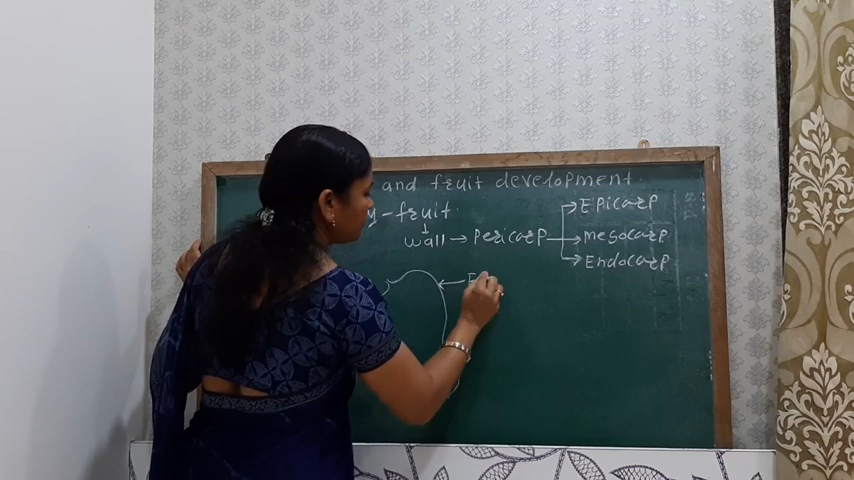 and fruit development
y-fruit
wall → Pericarp
Epicarp
mesocarp
Endocarp
E